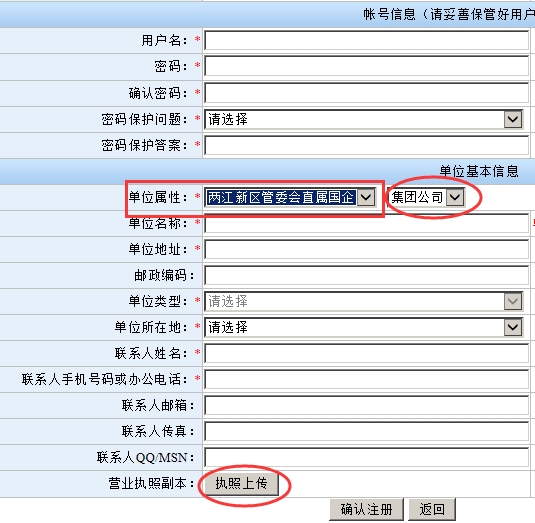 帐号信息（请妥善保管好用户
用户名：*
密码：*
确认密码：*
密码保护问题：* 请选择
密码保护答案：*
单位基本信息
单位属性：* 两江新区管委会直属国企 集团公司
单位名称：*
单位地址：*
邮政编码：
单位类型：* 请选择
单位所在地：* 请选择
联系人姓名：*
联系人手机号码或办公电话：*
联系人邮箱：
联系人传真：
联系人QQ/MSN：
营业执照副本： 执照上传
确认注册 返回